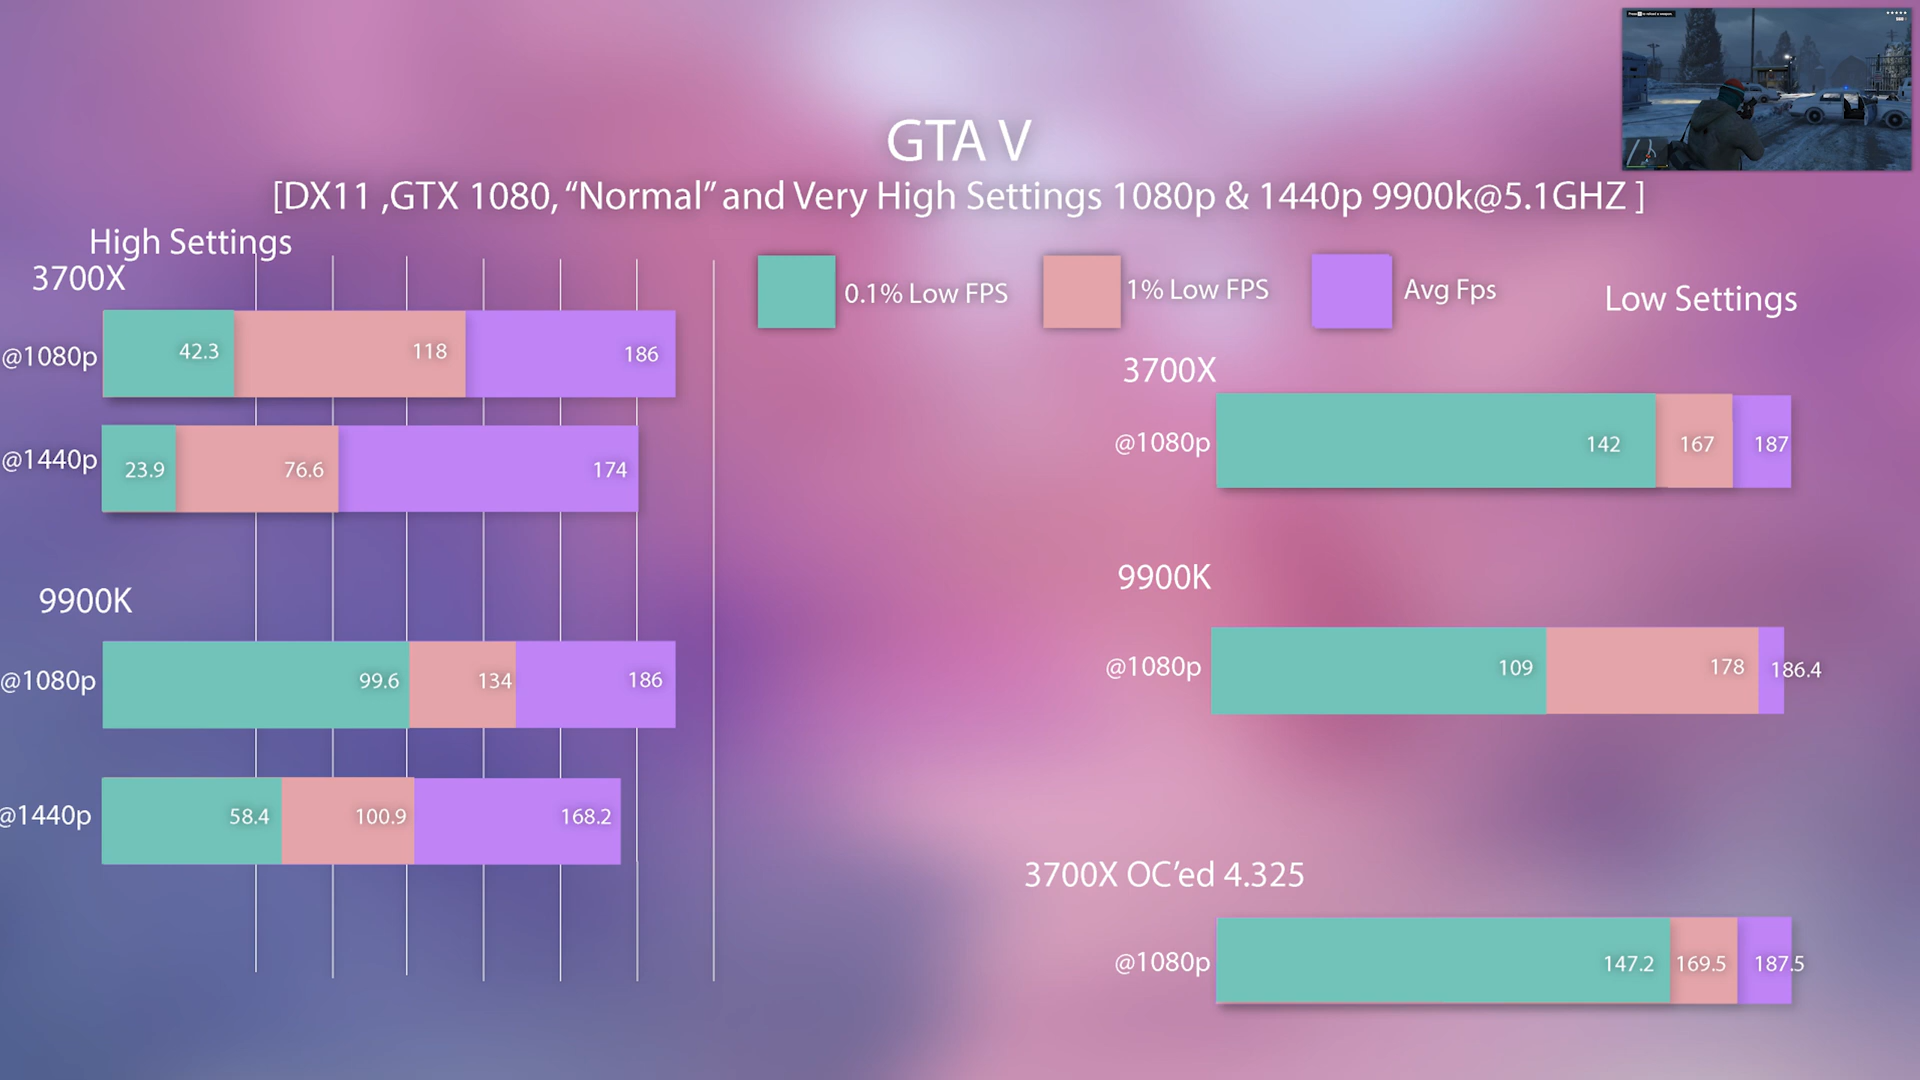 GTA V
[DX11 ,GTX 1080, “Normal” and Very High Settings 1080p & 1440p 9900k@5.1GHZ ]
High Settings
3700X
@1080p 42.3 118 186
@1440p 23.9 76.6 174
9900K
@1080p 99.6 134 186
@1440p 58.4 100.9 168.2
0.1% Low FPS 1% Low FPS Avg Fps
Low Settings
3700X
@1080p 142 167 187
9900K
@1080p 109 178 186.4
3700X OC’ed 4.325
@1080p 147.2 169.5 187.5